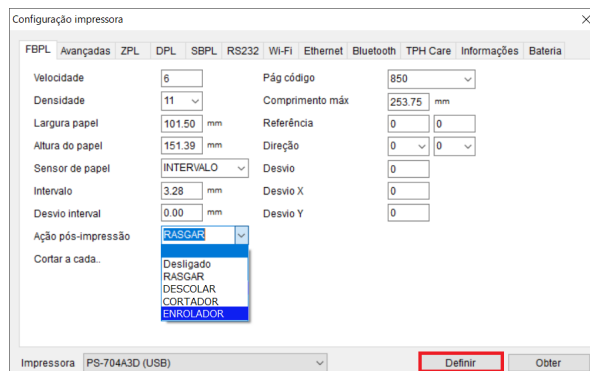 Configuração impressora
FBPL Avançadas ZPL DPL SBPL RS232 Wi-Fi Ethernet Bluetooth TPH Care Informações Bateria
Velocidade 6 Pág código 850
Densidade 11 Comprimento máx 253.75 mm
Largura papel 101.50 mm Referência 0 0
Altura do papel 151.39 mm Direção 0 0
Sensor de papel INTERVALO Desvio 0
Intervalo 3.28 mm Desvio X 0
Desvio interval 0.00 mm Desvio Y 0
Ação pós-impressão RASGAR
Cortar a cada..
Desligado
RASGAR
DESCOLAR
CORTADOR
ENROLADOR
Impressora PS-704A3D (USB) Definir Obter